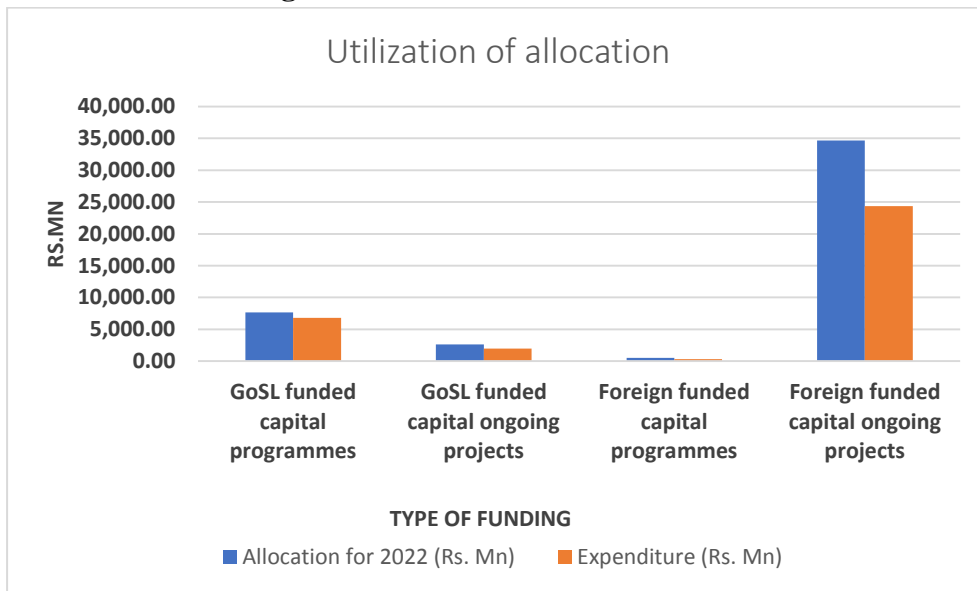 Utilization of allocation
40,000.00
35,000.00
30,000.00
25,000.00
20,000.00
15,000.00
10,000.00
5,000.00
0.00
RS.MN
GoSL funded
capital
programmes
GoSL funded
capital ongoing
projects
Foreign funded
capital
programmes
Foreign funded
capital ongoing
projects
TYPE OF FUNDING
Allocation for 2022 (Rs. Mn)
Expenditure (Rs. Mn)